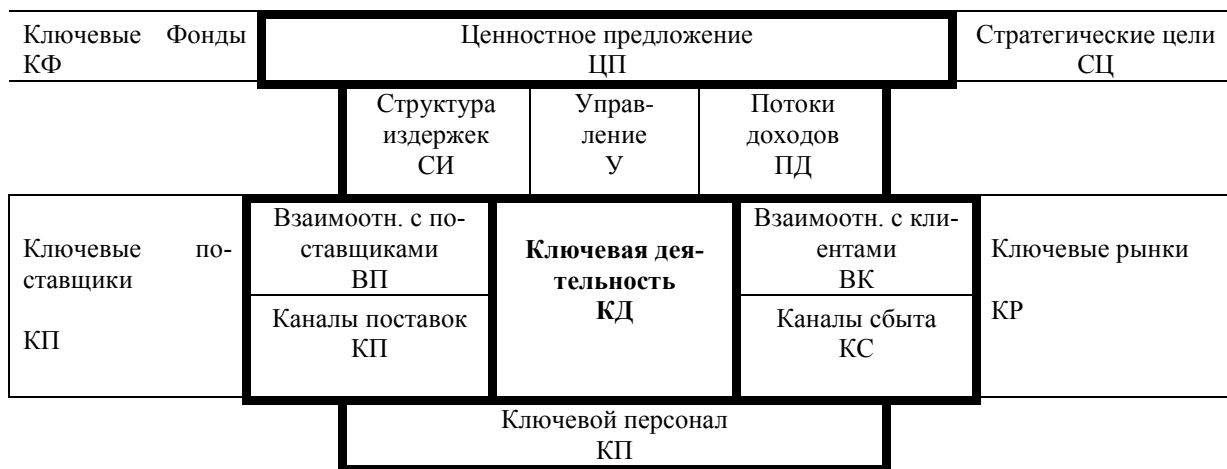 Ключевые Фонды
КФ
Ценностное предложение
ЦП
Стратегические цели
СЦ
Структура
издержек
СИ
Управ-
ление
У
Потоки
доходов
ПД
Ключевые по-
ставщики
КП
Взаимоотн. с по-
ставщиками
ВП
Каналы поставок
КП
Ключевая дея-
тельность
КД
Взаимоотн. с кли-
ентами
ВК
Каналы сбыта
КС
Ключевые рынки
КР
Ключевой персонал
КП